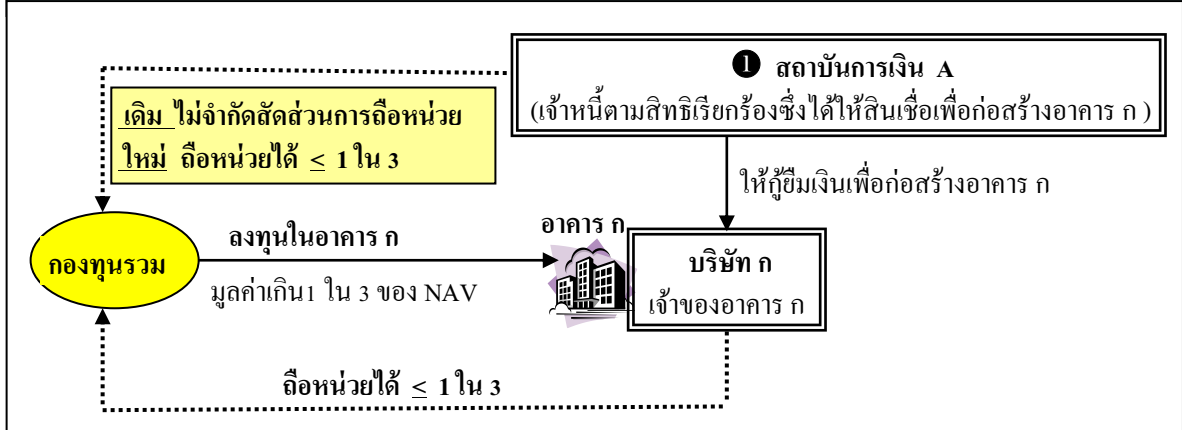 ❶ สถาบันการเงิน A
(เจ้าหนี้ตามสิทธิเรียกร้องซึ่งได้ให้สินเชื่อเพื่อก่อสร้างอาคาร ก )
เดิม ไม่จำกัดสัดส่วนการถือหน่วย
ใหม่ ถือหน่วยได้ < 1 ใน 3
ให้กู้ยืมเงินเพื่อก่อสร้างอาคาร ก
กองทุนรวม
ลงทุนในอาคาร ก
มูลค่าเกิน1 ใน 3 ของ NAV
อาคาร ก
บริษัท ก
เจ้าของอาคาร ก
ถือหน่วยได้ < 1 ใน 3